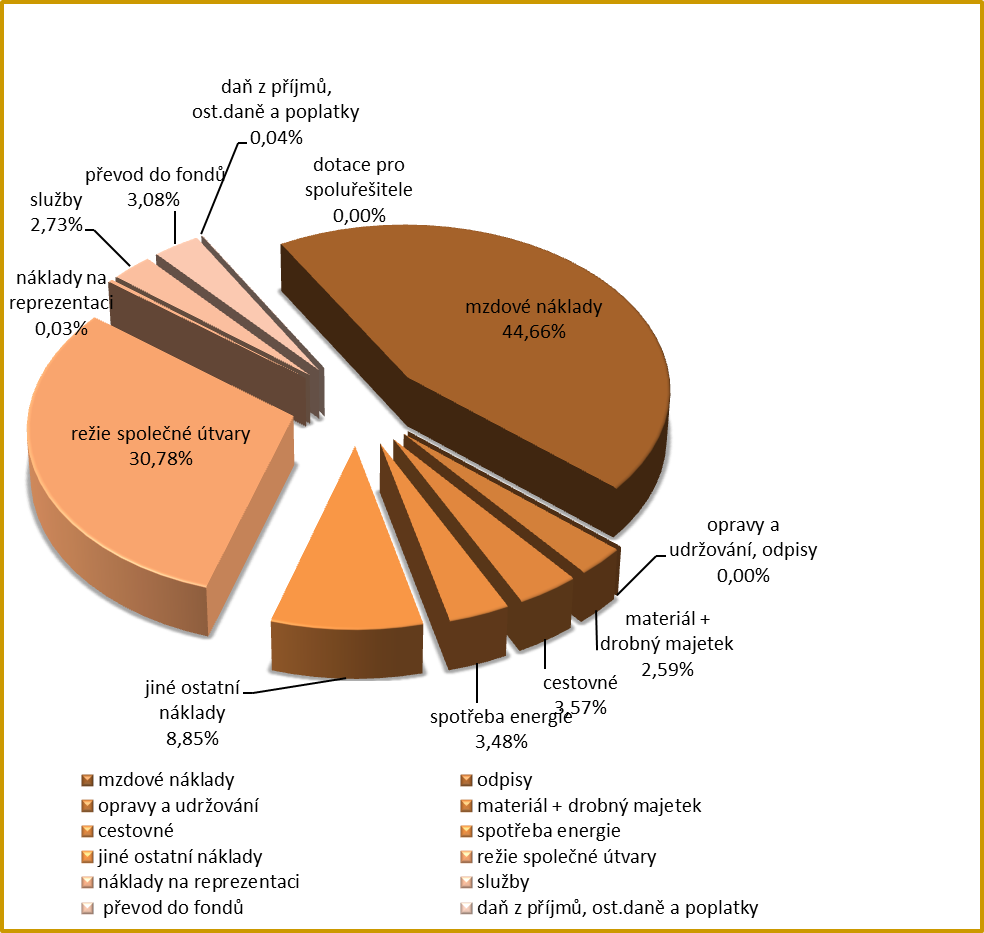 daň z příjmů,
ost.daně a poplatky
0,04%
dotace pro
spoluřešitele
0,00%
převod do fondů
3,08%
služby
2,73%
náklady na
reprezentaci
0,03%
mzdové náklady
44,66%
režie společné útvary
30,78%
opravy a
udržování, odpisy
0,00%
materiál +
drobný majetek
2,59%
cestovné
3,57%
spotřeba energie
3,48%
jiné ostatní
náklady
8,85%
mzdové náklady
odpisy
opravy a udržování
materiál + drobný majetek
cestovné
spotřeba energie
jiné ostatní náklady
režie společné útvary
náklady na reprezentaci
služby
převod do fondů
daň z příjmů, ost.daně a poplatky